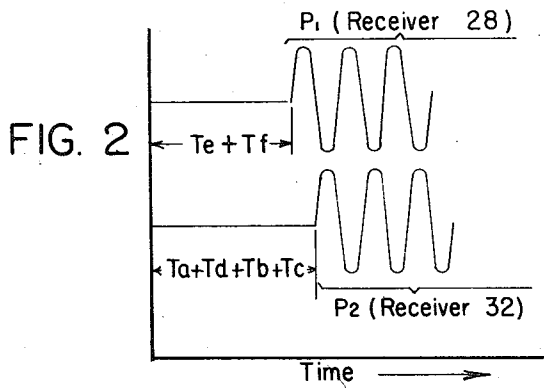 P1 (Receiver 28)
FIG. 2
Te + Tf
Ta+Td+Tb+Tc
P2 (Receiver 32)
Time